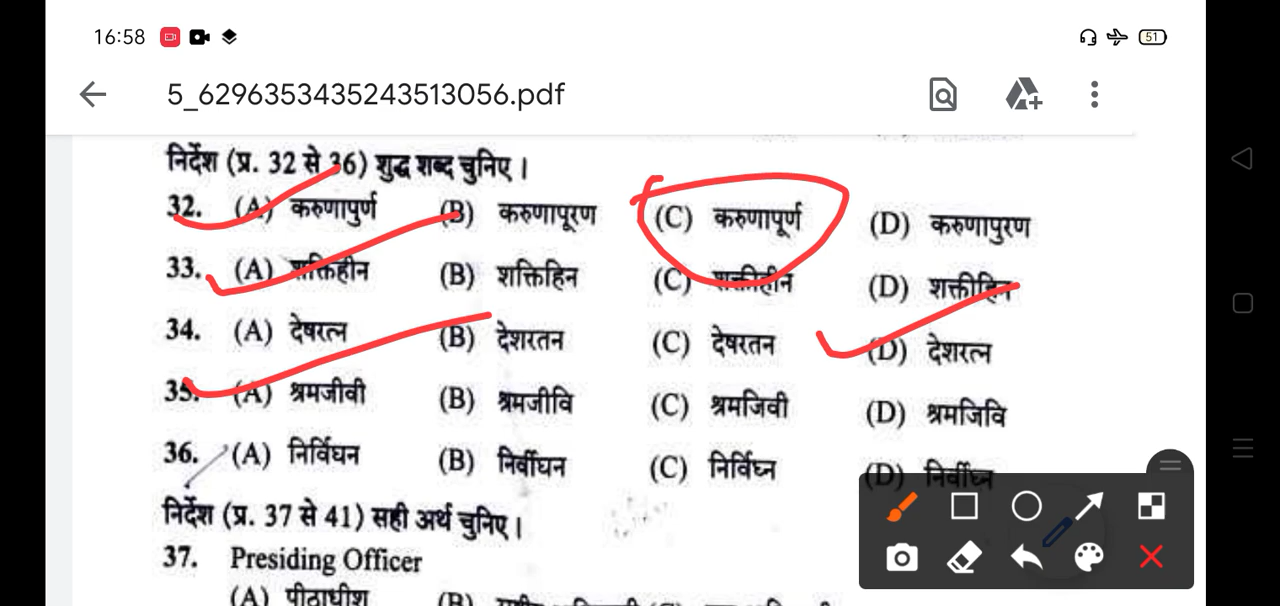 16:58
51
5_6296353435243513056.pdf
निर्देश (प्र. 32 से 36) शुद्ध शब्द चुनिए।
32. (A) करुणापुर्ण (B) करुणापूरण (C) करुणापूर्ण (D) करुणापुरण
33. (A) शक्तिहीन (B) शक्तिहिन (C) शक्तीहीन (D) शक्तीहिन
34. (A) देषरत्न (B) देशरतन (C) देषरतन (D) देशरत्न
35. (A) श्रमजीवी (B) श्रमजीवि (C) श्रमजिवी (D) श्रमजिवि
36. (A) निर्विघन (B) निर्वीघन (C) निर्विघ्न (D) निर्वीघ्न
निर्देश (प्र. 37 से 41) सही अर्थ चुनिए।
37. Presiding Officer
(A) पीठाधीश (B)